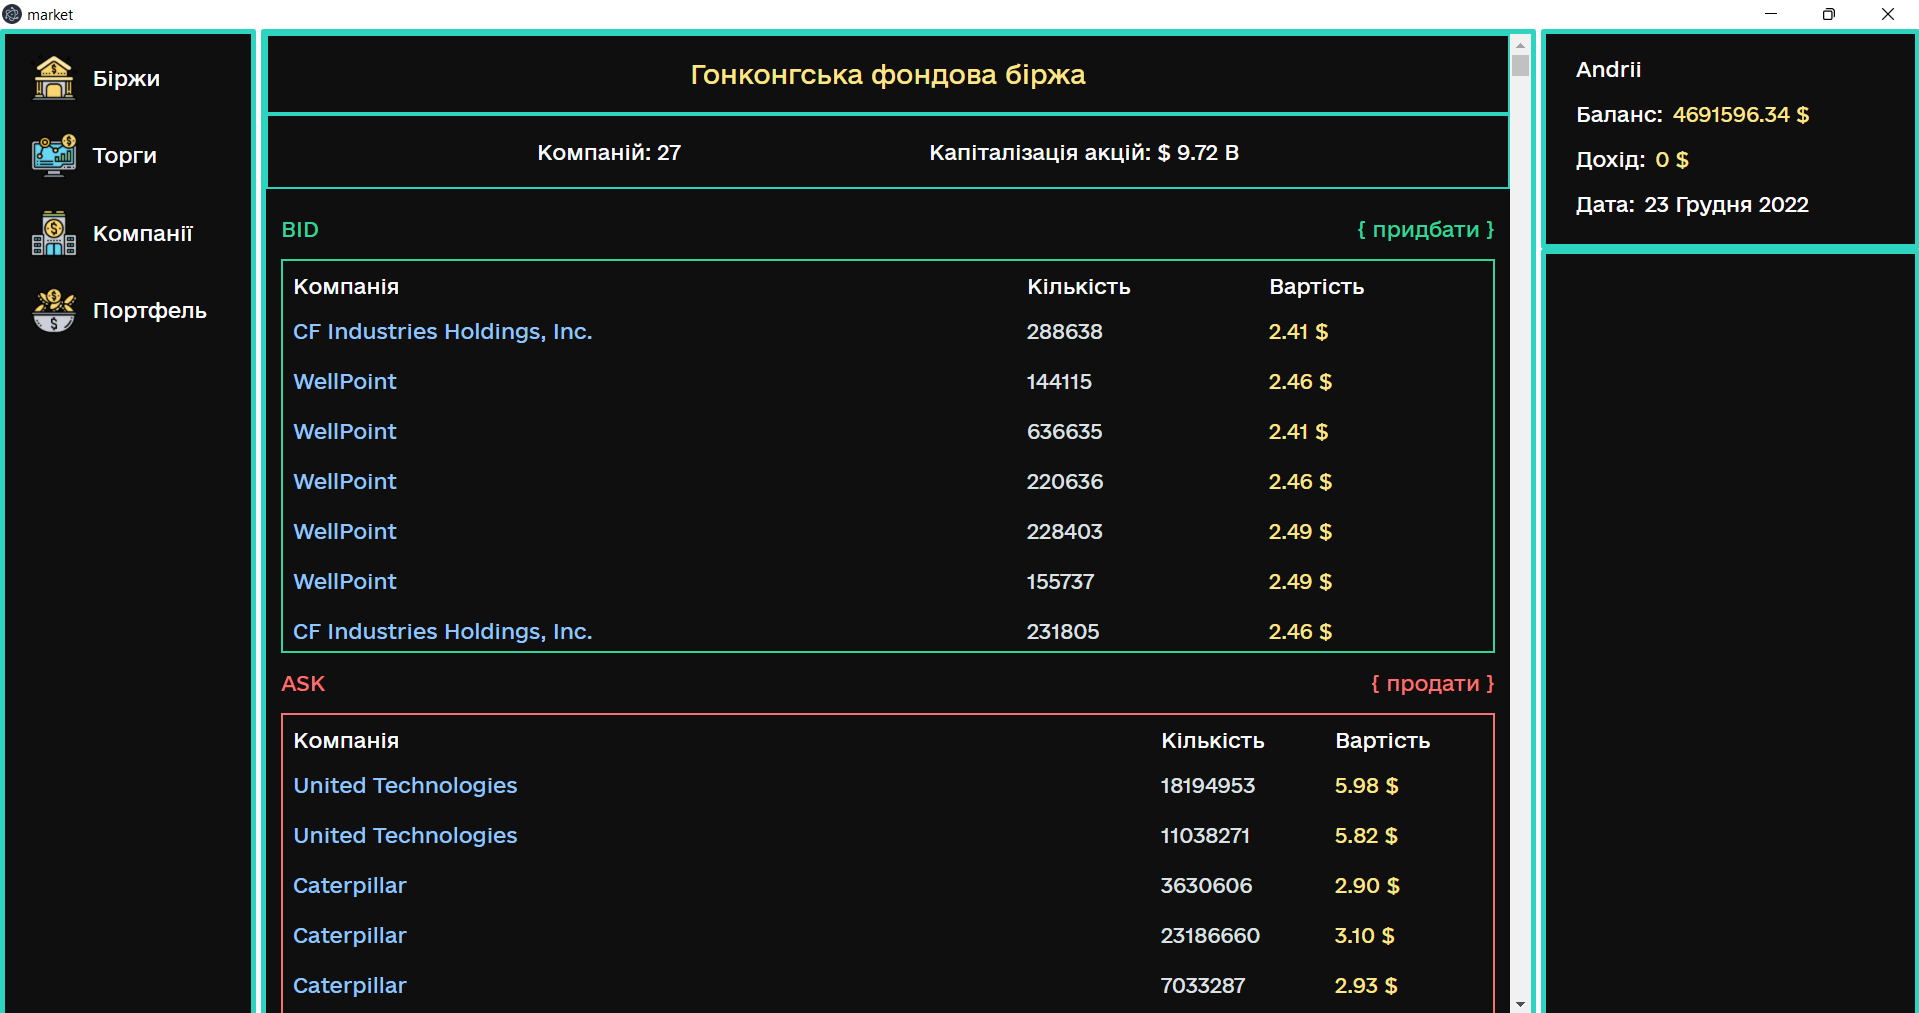 market
Біржи
Торги
Компанії
Портфель
Гонконгська фондова біржа
Компаній: 27 Капіталізація акцій: $ 9.72 B
BID { придбати }
Компанія Кількість Вартість
CF Industries Holdings, Inc. 288638 2.41 $
WellPoint 144115 2.46 $
WellPoint 636635 2.41 $
WellPoint 220636 2.46 $
WellPoint 228403 2.49 $
WellPoint 155737 2.49 $
CF Industries Holdings, Inc. 231805 2.46 $
ASK { продати }
Компанія Кількість Вартість
United Technologies 18194953 5.98 $
United Technologies 11038271 5.82 $
Caterpillar 3630606 2.90 $
Caterpillar 23186660 3.10 $
Caterpillar 7033287 2.93 $
Andrii
Баланс: 4691596.34 $
Дохід: 0 $
Дата: 23 Грудня 2022